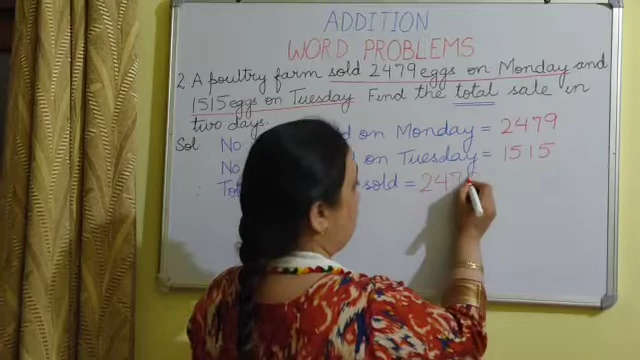 ADDITION
WORD PROBLEMS
2 A poultry farm sold 2479 eggs on Monday and
1515 eggs on Tuesday Find the total sale in
two days.
Sol No d on Monday = 2479
No d on Tuesday = 1515
∴ Tot sold = 247